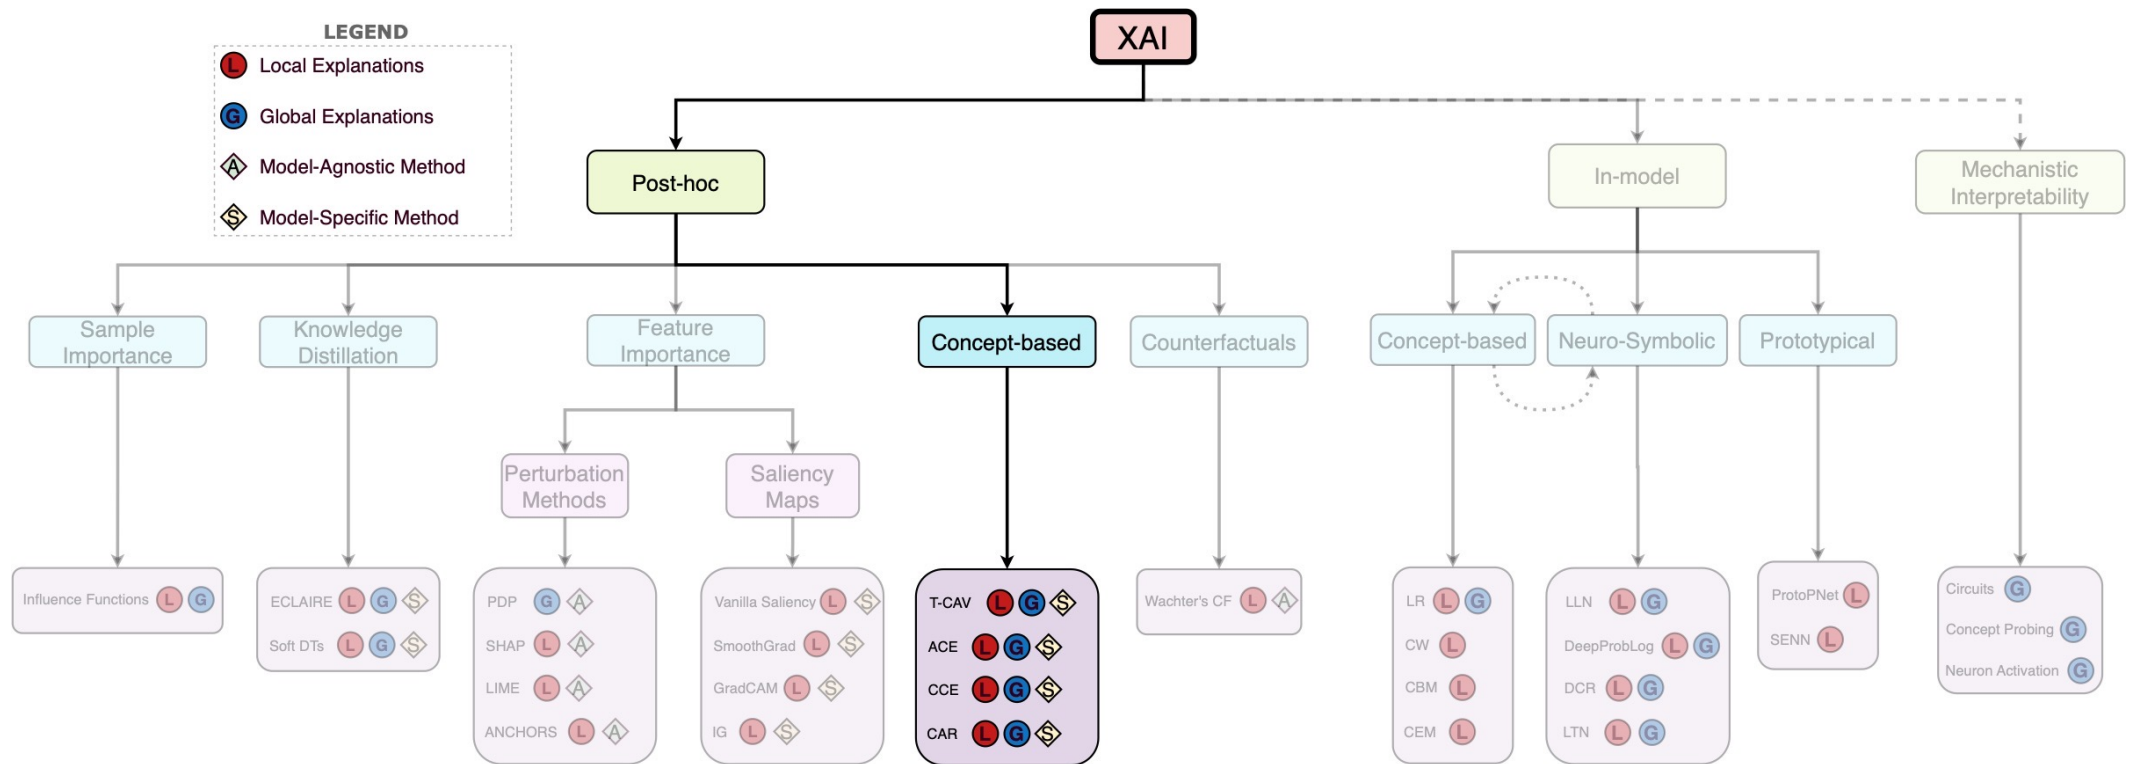 XAI
LEGEND
L Local Explanations
G Global Explanations
A Model-Agnostic Method
S Model-Specific Method
Post-hoc
In-model
Mechanistic
Interpretability
Sample
Importance
Knowledge
Distillation
Feature
Importance
Concept-based
Counterfactuals
Concept-based
Neuro-Symbolic
Prototypical
Perturbation
Methods
Saliency
Maps
Influence Functions L G
ECLAIRE L G S
Soft DTs L G S
PDP G A
SHAP L A
LIME L A
ANCHORS L A
Vanilla Saliency L S
SmoothGrad L S
GradCAM L S
IG L S
T-CAV L G S
ACE L G S
CCE L G S
CAR L G S
Wachter's CF L A
LR L G
CW L
CBM L
CEM L
LLN L G
DeepProbLog L G
DCR L G
LTN L G
ProtoPNet L
SENN L
Circuits G
Concept Probing G
Neuron Activation G